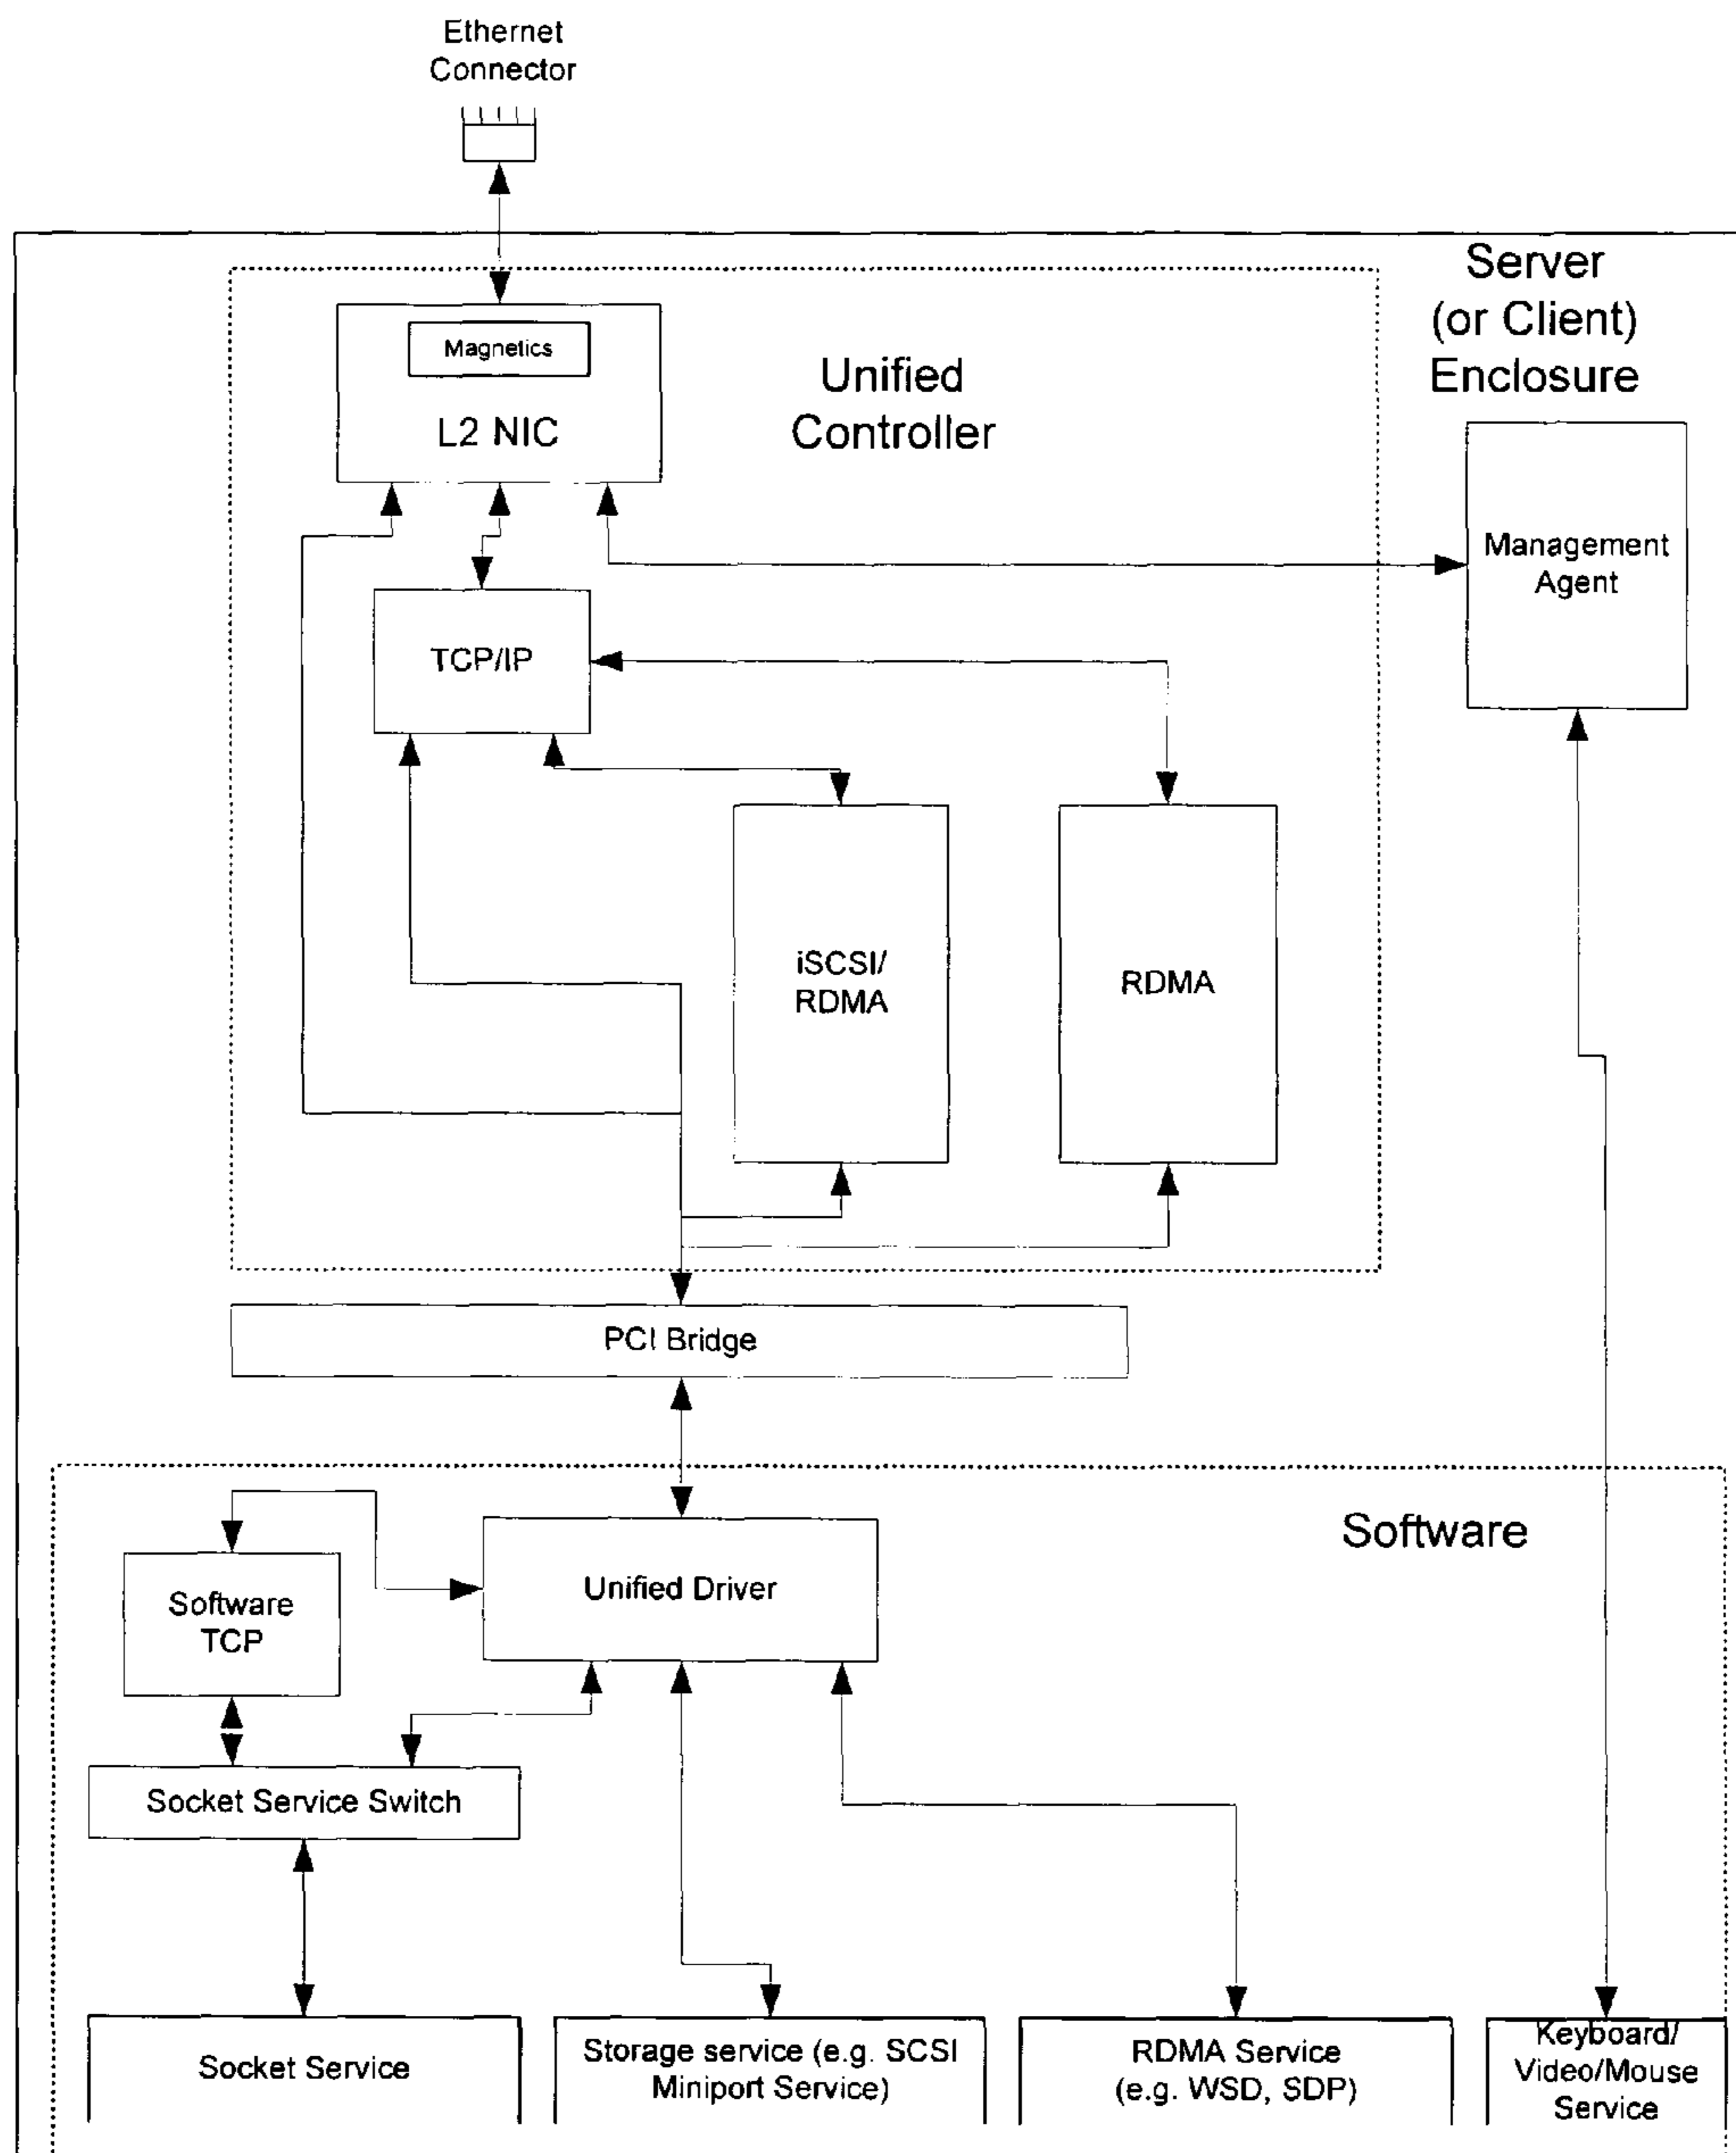 Ethernet
Connector
Server
(or Client)
Enclosure
Magnetics
L2 NIC
Unified
Controller
Management
Agent
TCP/IP
iSCSI/
RDMA
RDMA
PCI Bridge
Software
Software
TCP
Unified Driver
Socket Service Switch
Socket Service
Storage service (e.g. SCSI
Miniport Service)
RDMA Service
(e.g. WSD, SDP)
Keyboard/
Video/Mouse
Service